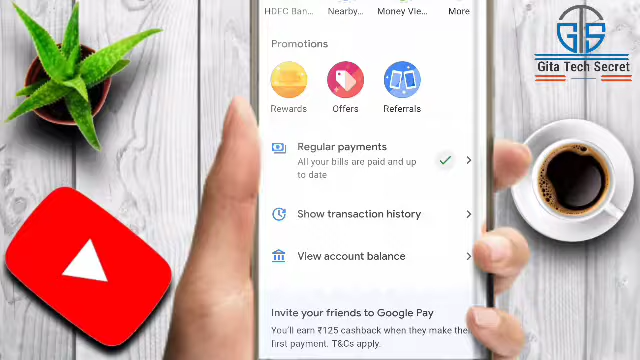 HDFC Ban...
Nearby...
Money Vie...
More
GS
Gita Tech Secret
Promotions
Rewards
Offers
Referrals
Regular payments
All your bills are paid and up
to date
Show transaction history
View account balance
Invite your friends to Google Pay
You'll earn ₹125 cashback when they make the
first payment. T&Cs apply.